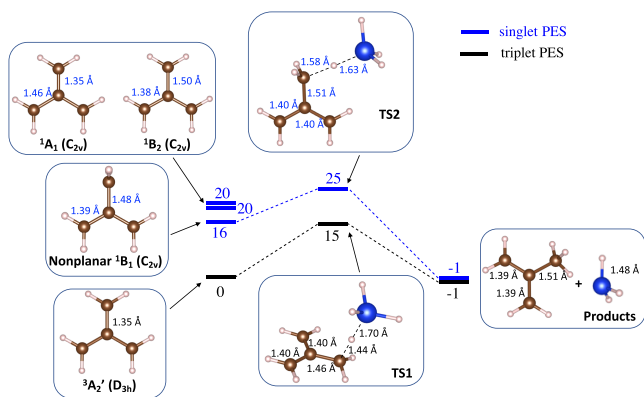 singlet PES
triplet PES
1.35 Å
1.46 Å
¹A₁ (C₂ᵥ)
1.50 Å
1.38 Å
¹B₂ (C₂ᵥ)
1.58 Å
1.63 Å
1.51 Å
1.40 Å
1.40 Å
TS2
1.39 Å
1.48 Å
Nonplanar ¹B₁ (C₂ᵥ)
20
20
16
25
15
0
-1
-1
1.35 Å
³A₂’ (D₃ₕ)
1.70 Å
1.40 Å
1.44 Å
1.40 Å
1.46 Å
TS1
1.39 Å
1.51 Å
1.39 Å
+
1.48 Å
Products